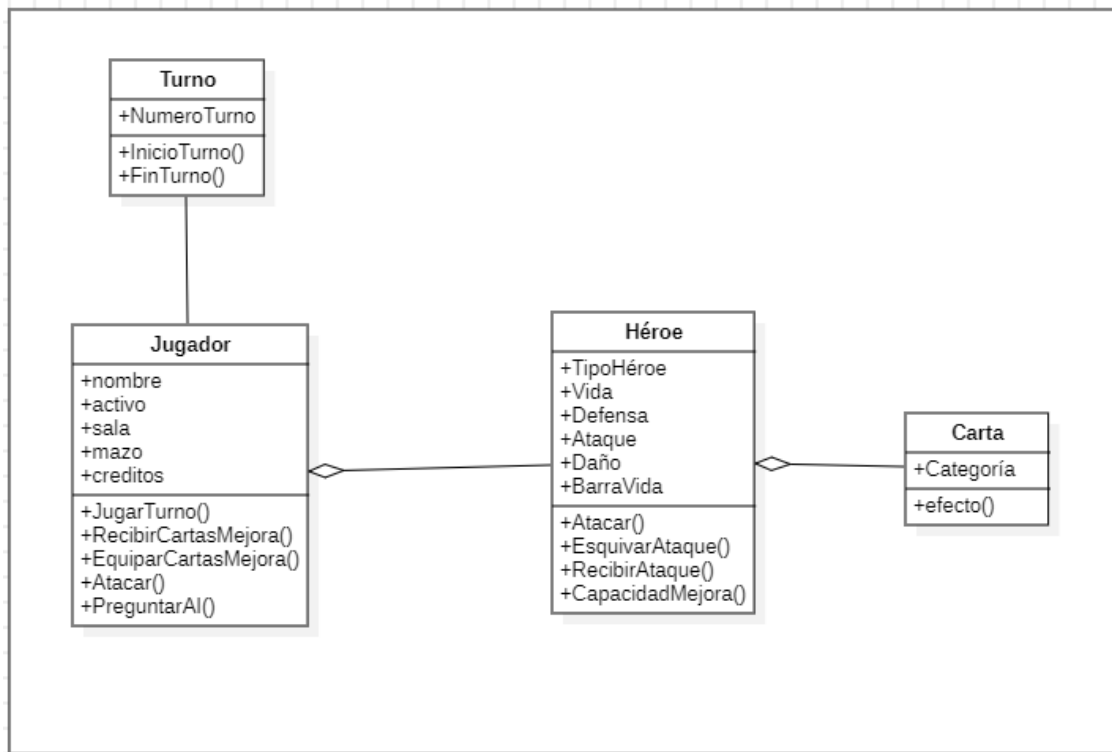 Turno
+NumeroTurno
+InicioTurno()
+FinTurno()
Jugador
+nombre
+activo
+sala
+mazo
+creditos
+JugarTurno()
+RecibirCartasMejora()
+EquiparCartasMejora()
+Atacar()
+PreguntarAI()
Héroe
+TipoHéroe
+Vida
+Defensa
+Ataque
+Daño
+BarraVida
+Atacar()
+EsquivarAtaque()
+RecibirAtaque()
+CapacidadMejora()
Carta
+Categoría
+efecto()